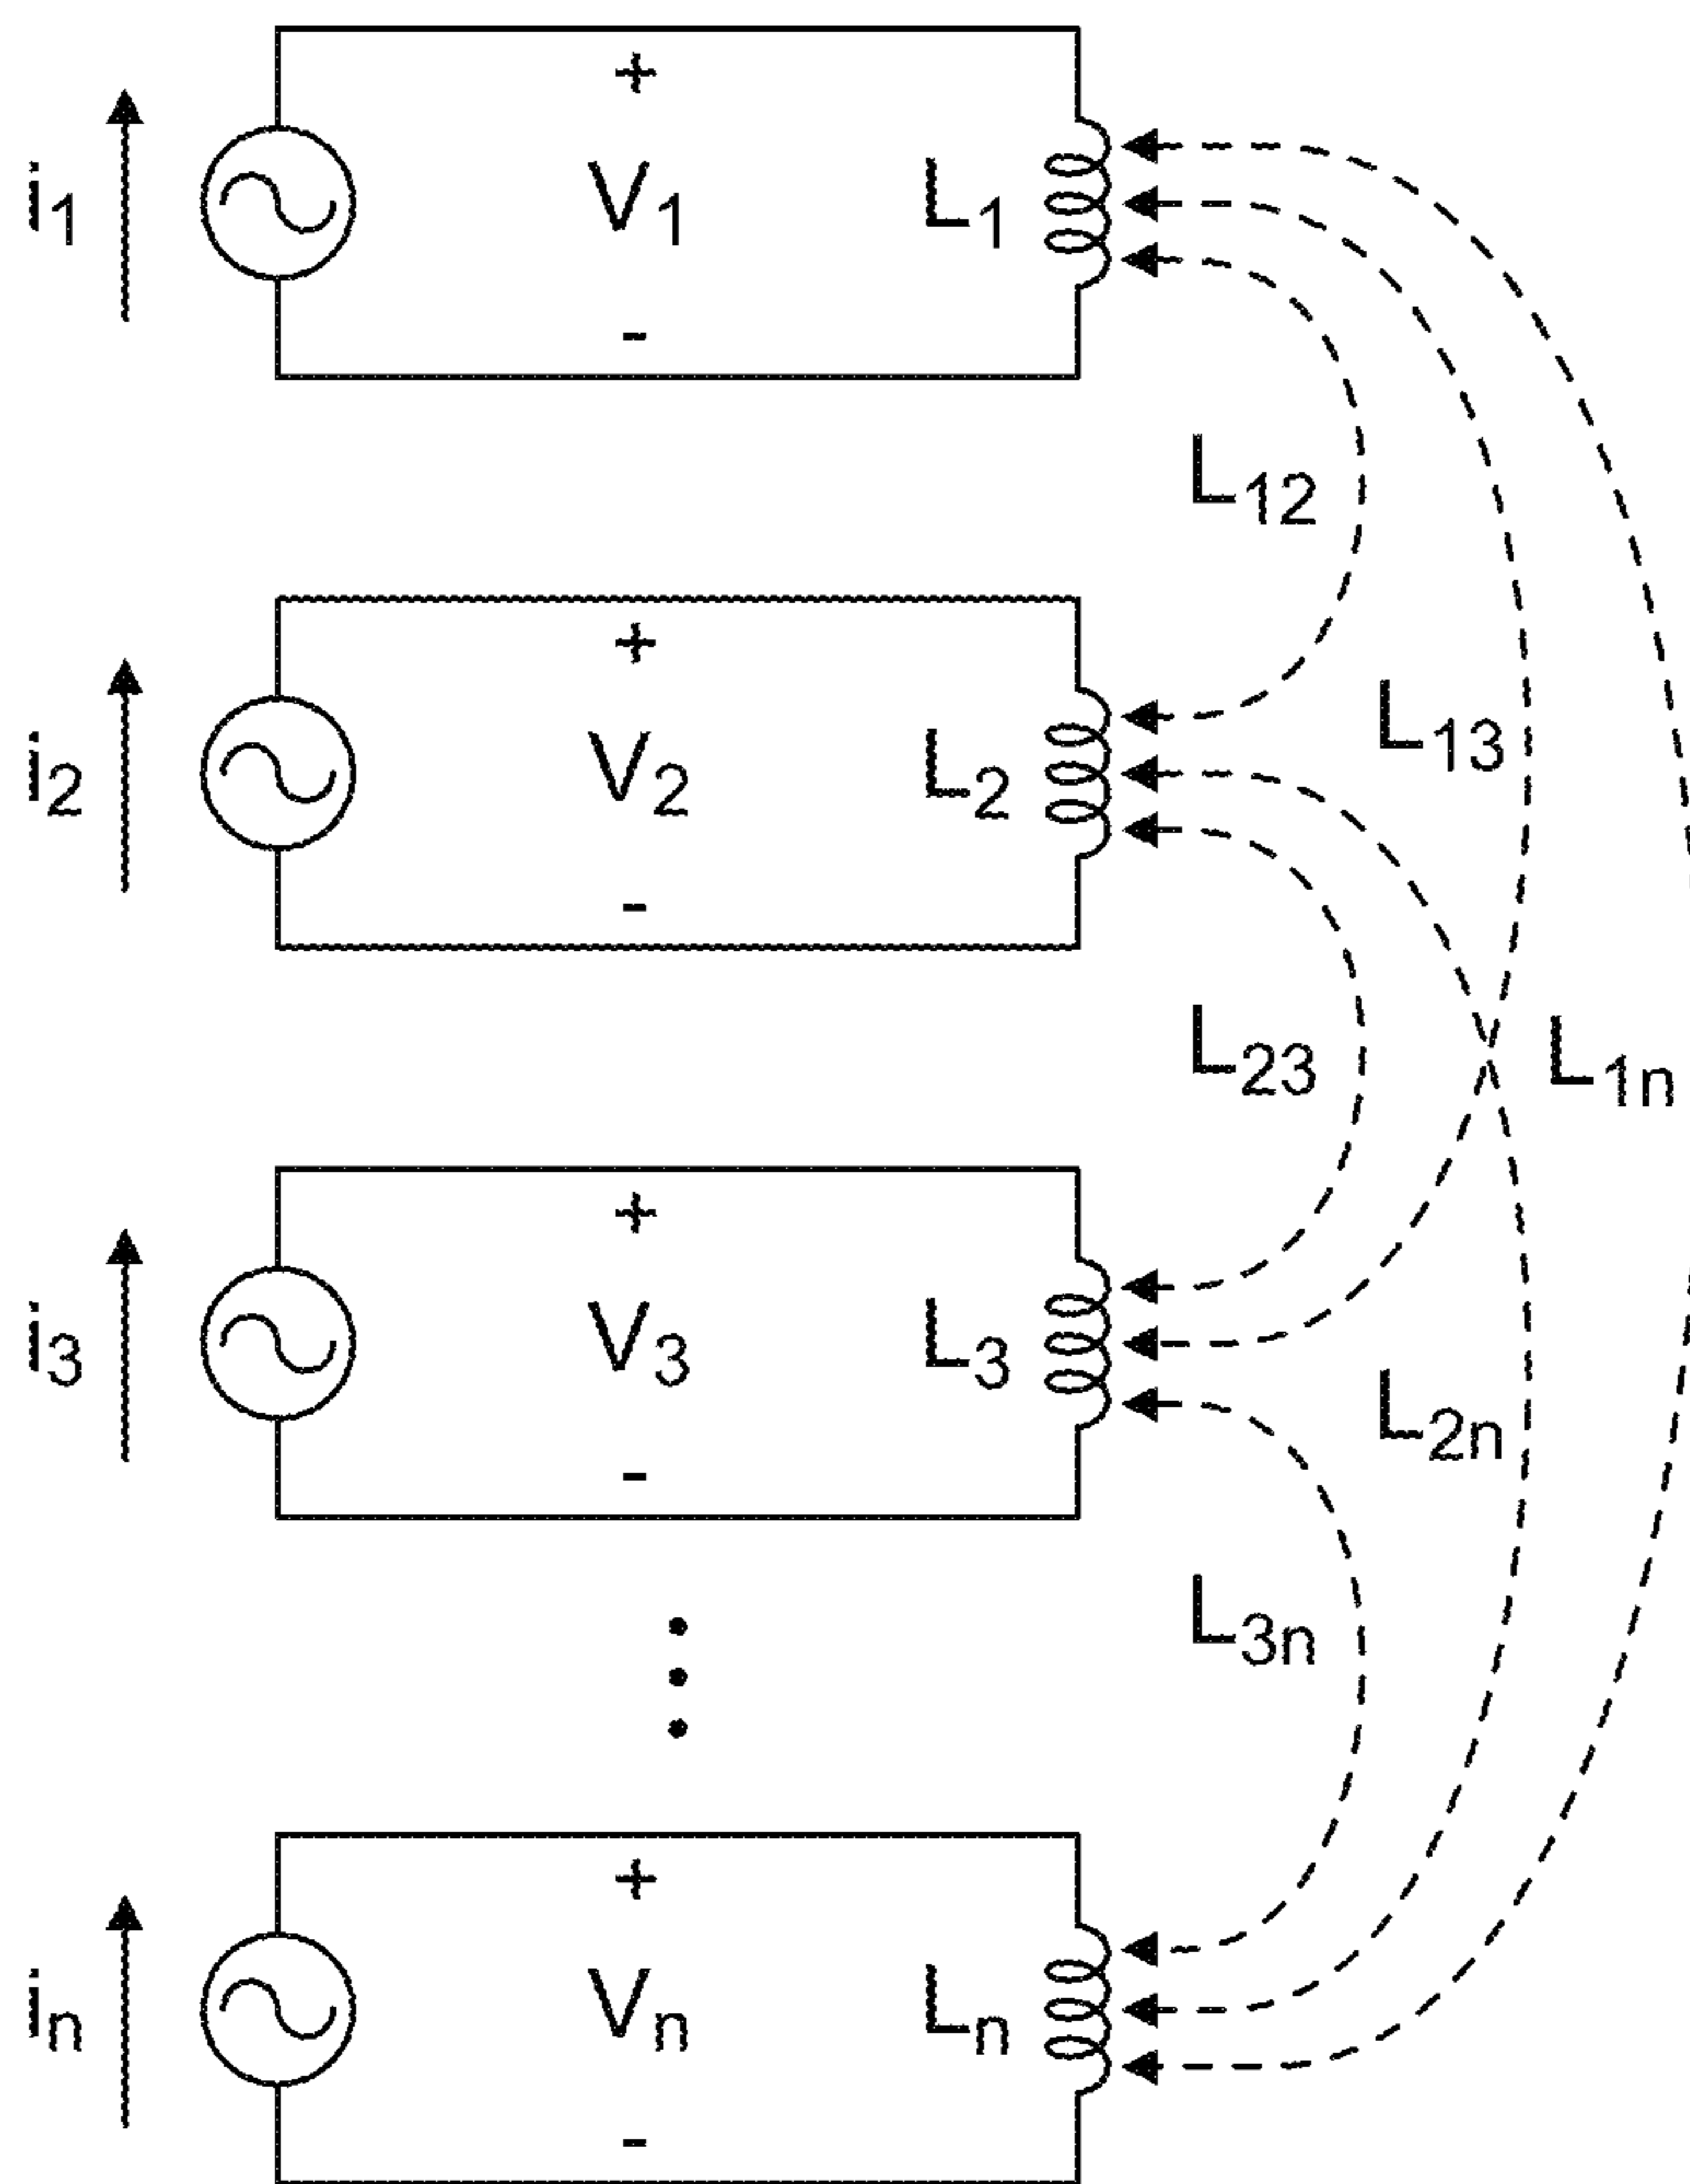 +
i₁ V₁ L₁
-
L₁₂
+
i₂ V₂ L₂ L₁₃
-
L₂₃ L₁ₙ
+
i₃ V₃ L₃
-
L₂ₙ
L₃ₙ
+
iₙ Vₙ Lₙ
-